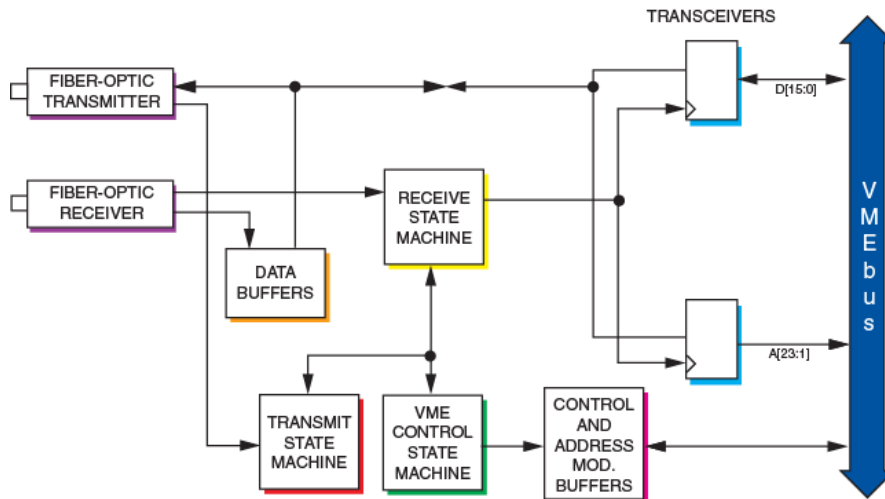 TRANSCEIVERS
FIBER-OPTIC
TRANSMITTER
D[15:0]
FIBER-OPTIC
RECEIVER
RECEIVE
STATE
MACHINE
VMEbus
DATA
BUFFERS
A[23:1]
TRANSMIT
STATE
MACHINE
VME
CONTROL
STATE
MACHINE
CONTROL
AND
ADDRESS
MOD.
BUFFERS